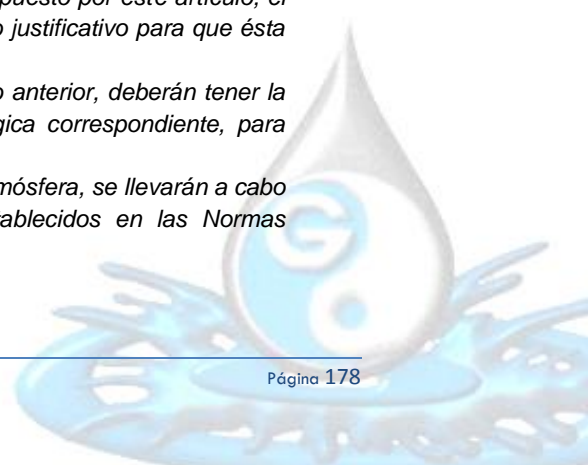 puesto por este artículo, el
o justificativo para que ésta
o anterior, deberán tener la
gica correspondiente, para
mósfera, se llevarán a cabo
ablecidos en las Normas
G
Página 178